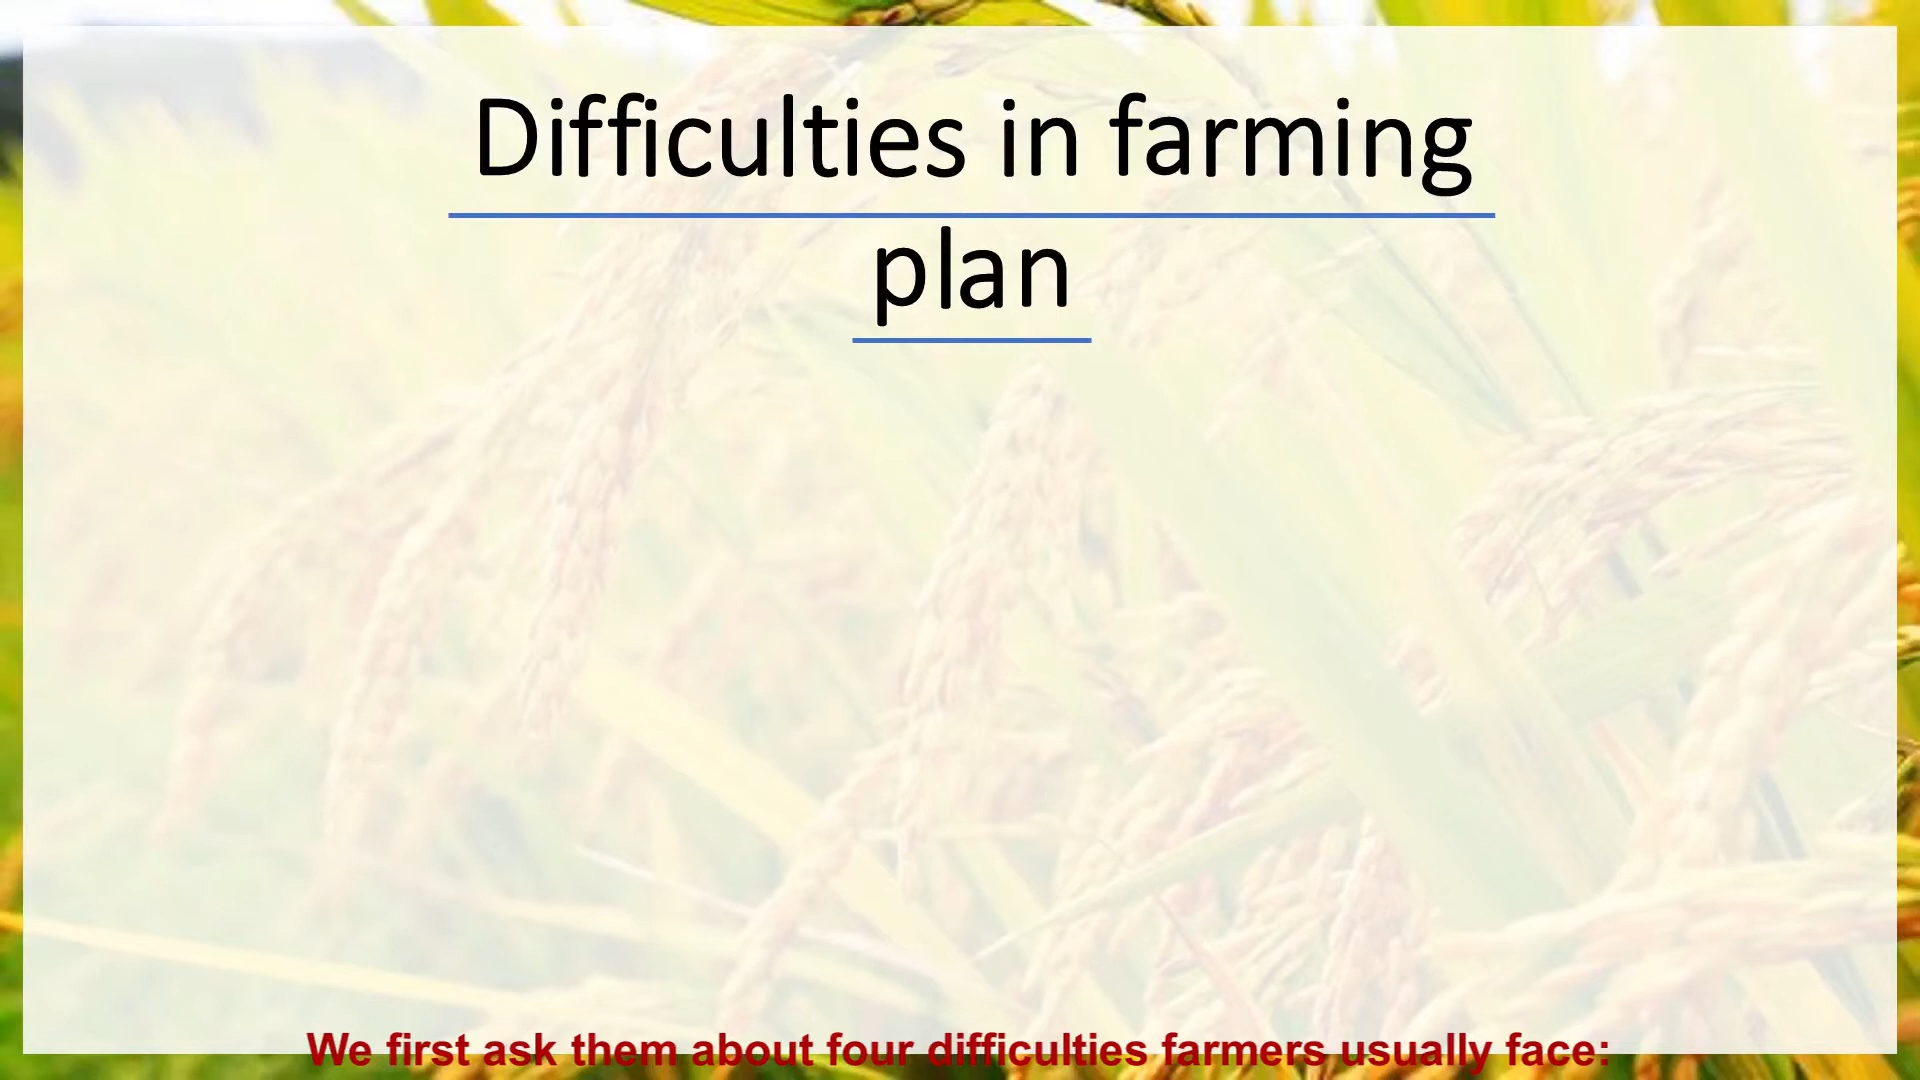 Difficulties in farming
plan
We first ask them about four difficulties farmers usually face: